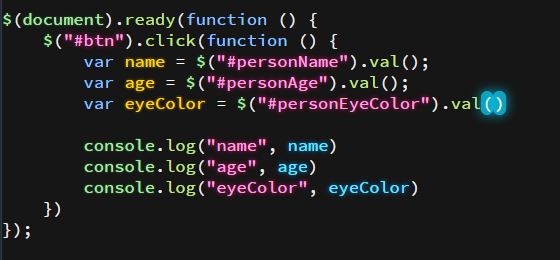 $(document).ready(function () {
    $("#btn").click(function () {
        var name = $("#personName").val();
        var age = $("#personAge").val();
        var eyeColor = $("#personEyeColor").val()

        console.log("name", name)
        console.log("age", age)
        console.log("eyeColor", eyeColor)
    })
});